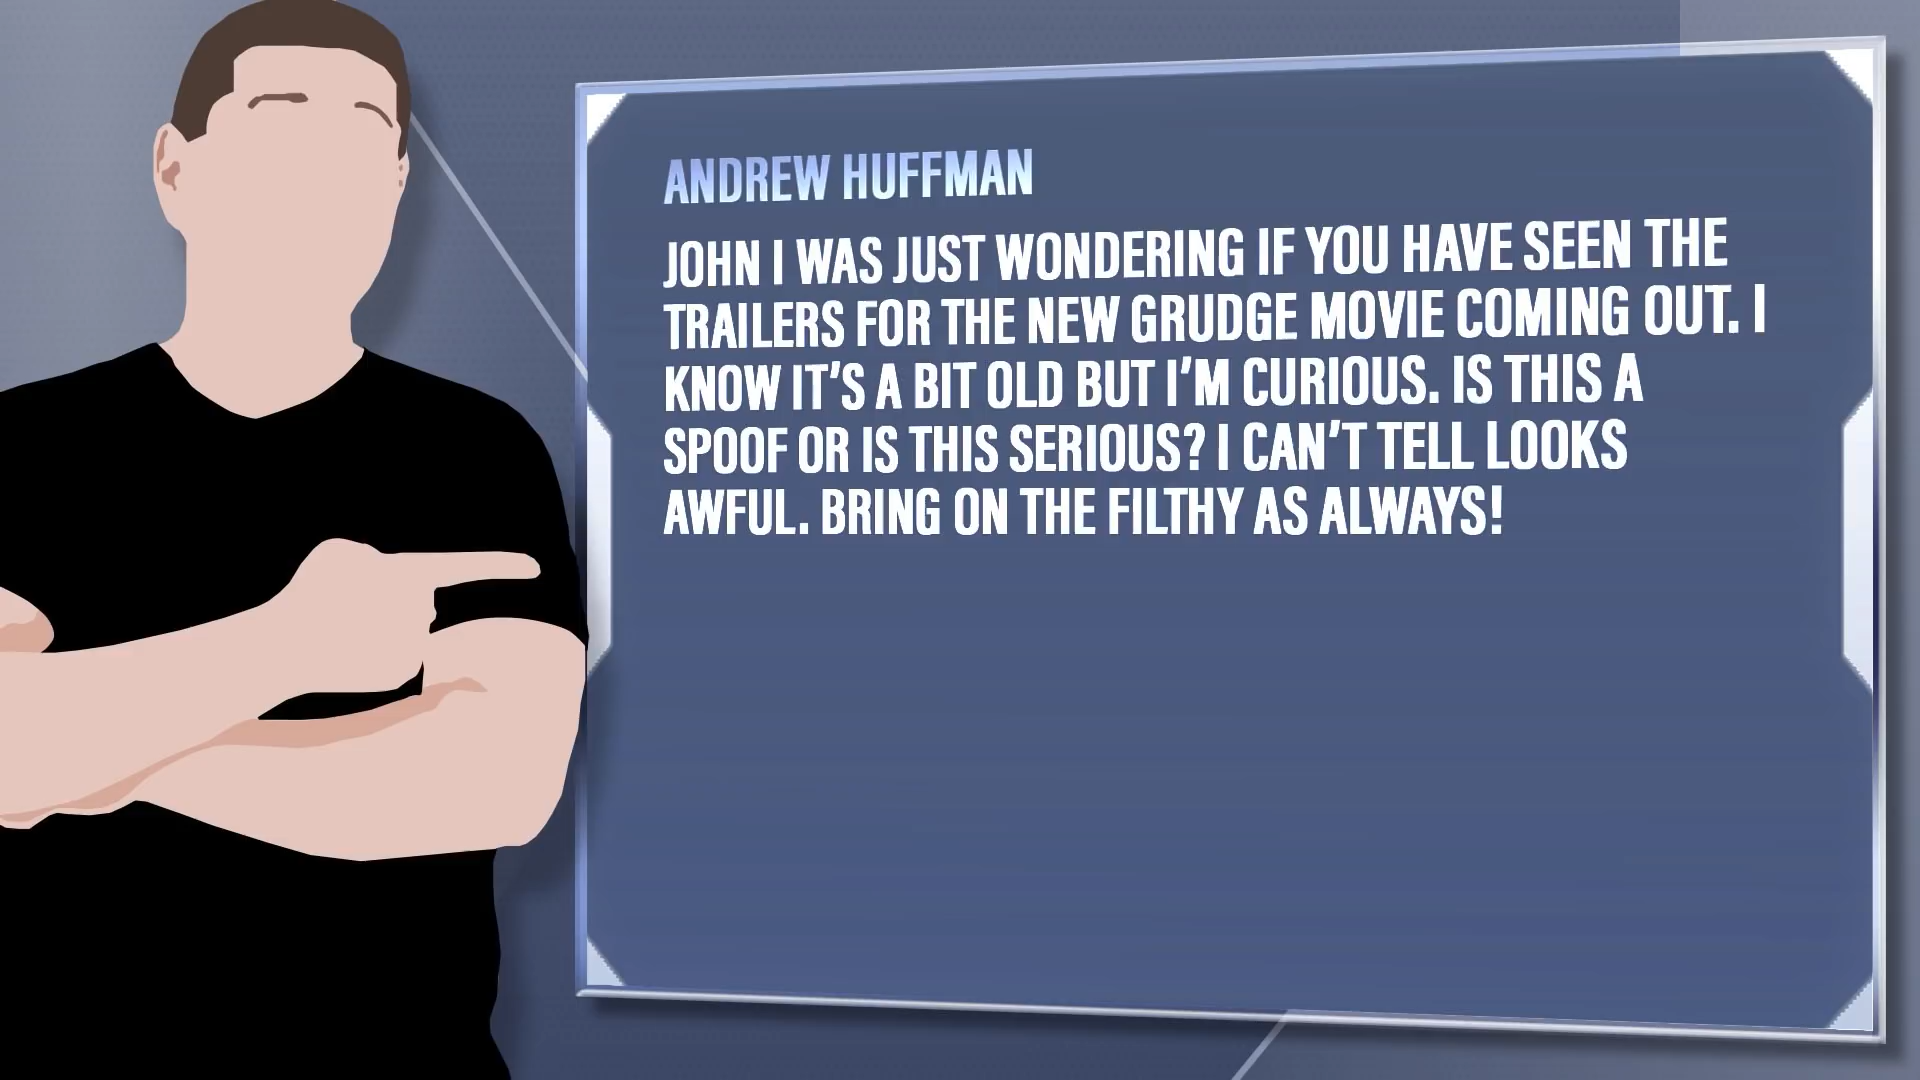 ANDREW HUFFMAN
JOHN I WAS JUST WONDERING IF YOU HAVE SEEN THE
TRAILERS FOR THE NEW GRUDGE MOVIE COMING OUT. I
KNOW IT'S A BIT OLD BUT I'M CURIOUS. IS THIS A
SPOOF OR IS THIS SERIOUS? I CAN'T TELL LOOKS
AWFUL. BRING ON THE FILTHY AS ALWAYS!